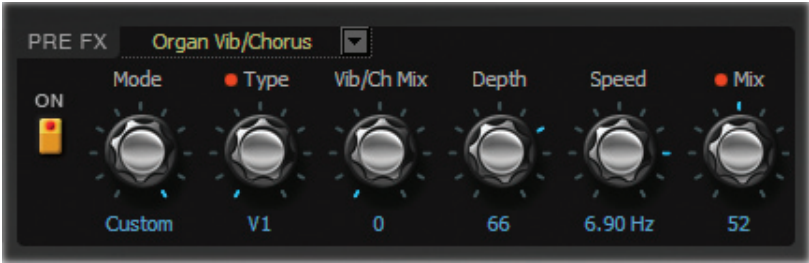 PRE FX Organ Vib/Chorus
Mode Type Vib/Ch Mix Depth Speed Mix
ON
Custom V1 0 66 6.90 Hz 52